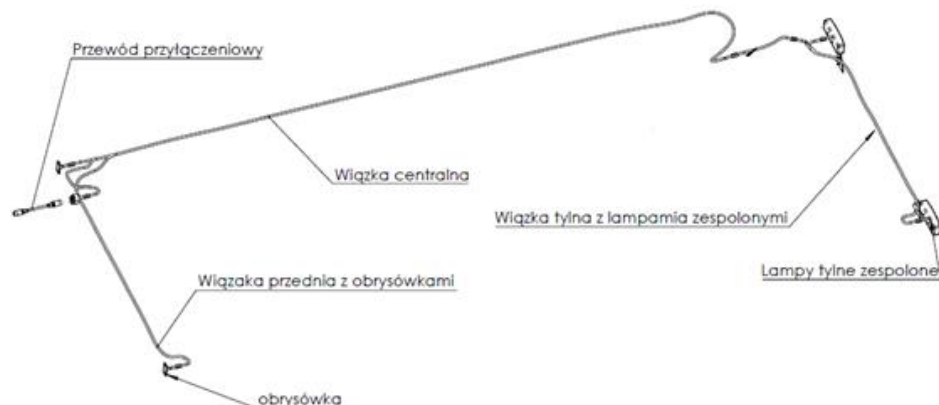 Przewód przyłączeniowy
Wiązka centralna
Wiązka tylna z lampamia zespolonymi
Lampy tylne zespolone
Wiązaka przednia z obrysówkami
obrysówka